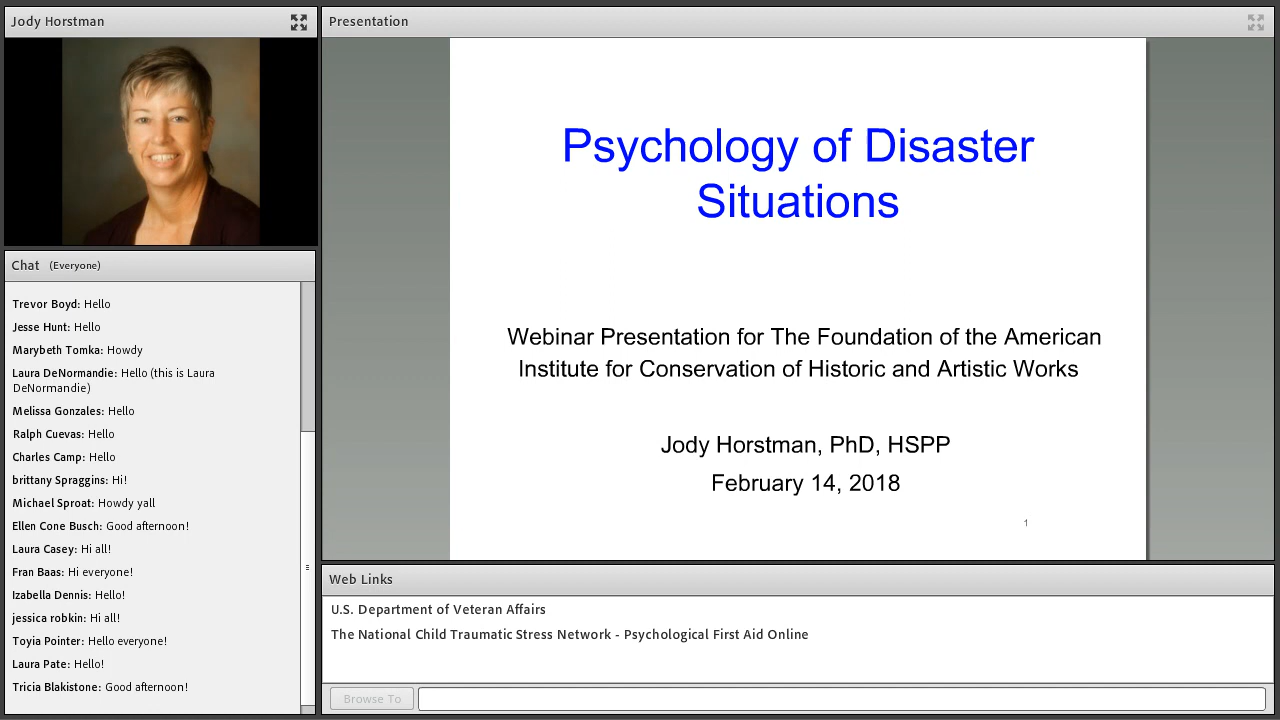 Jody Horstman
Chat (Everyone)
Trevor Boyd: Hello
Jesse Hunt: Hello
Marybeth Tomka: Howdy
Laura DeNormandie: Hello (this is Laura
DeNormandie)
Melissa Gonzales: Hello
Ralph Cuevas: Hello
Charles Camp: Hello
brittany Spraggins: Hi!
Michael Sproat: Howdy yall
Ellen Cone Busch: Good afternoon!
Laura Casey: Hi all!
Fran Baas: Hi everyone!
Izabella Dennis: Hello!
jessica robkin: Hi all!
Toyia Pointer: Hello everyone!
Laura Pate: Hello!
Tricia Blakistone: Good afternoon!
Presentation
Psychology of Disaster
Situations
Webinar Presentation for The Foundation of the American
Institute for Conservation of Historic and Artistic Works
Jody Horstman, PhD, HSPP
February 14, 2018
1
Web Links
U.S. Department of Veteran Affairs
The National Child Traumatic Stress Network - Psychological First Aid Online
Browse To